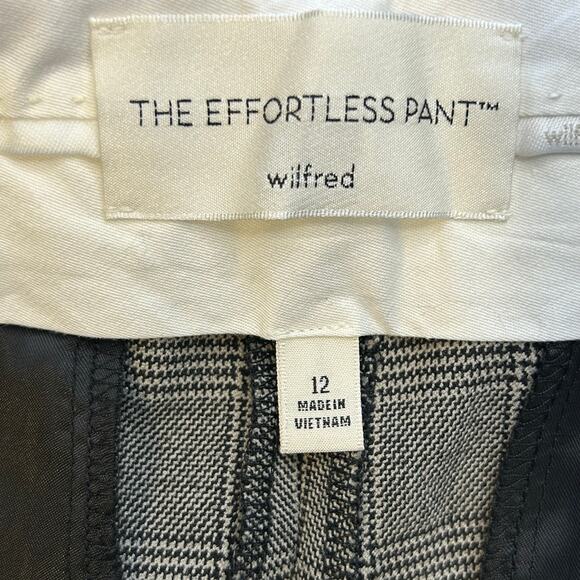 THE EFFORTLESS PANT™
wilfred
12
MADE IN
VIETNAM